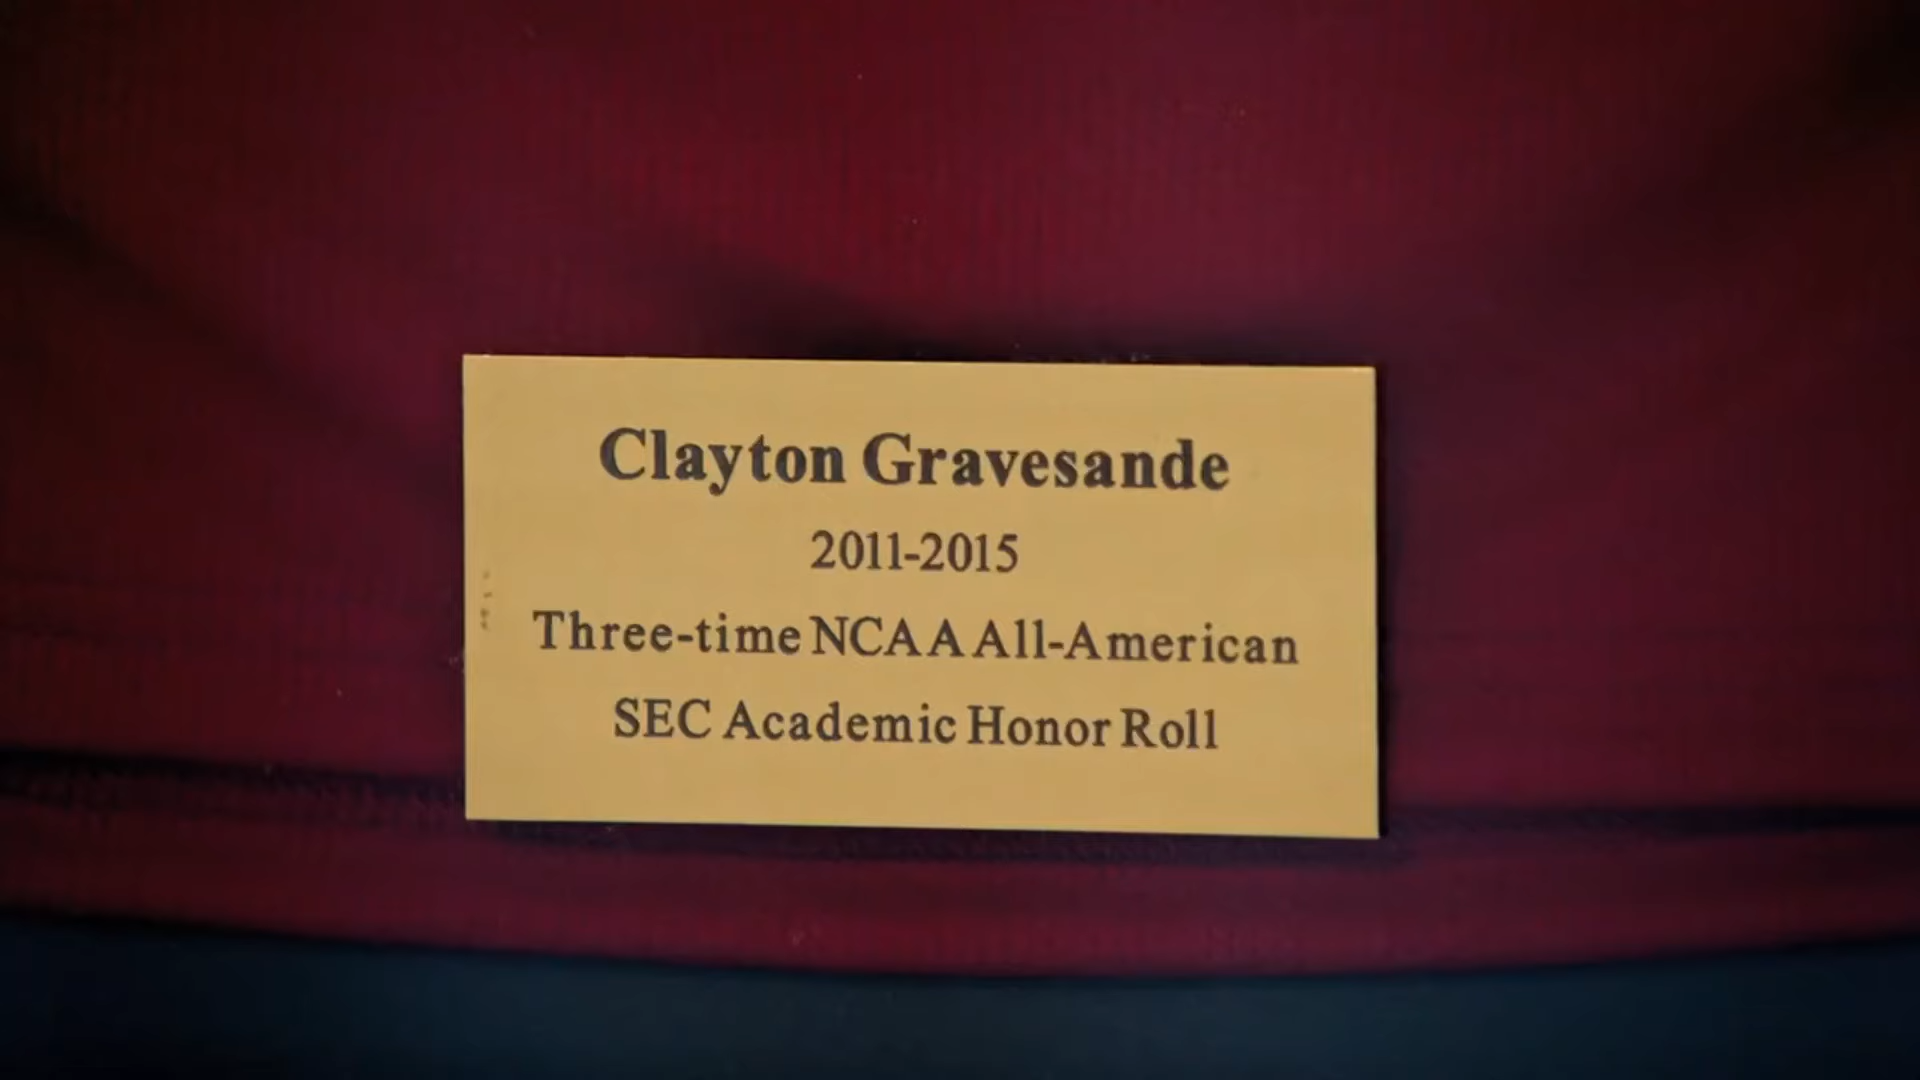 Clayton Gravesande
2011-2015
Three-time NCAA All-American
SEC Academic Honor Roll